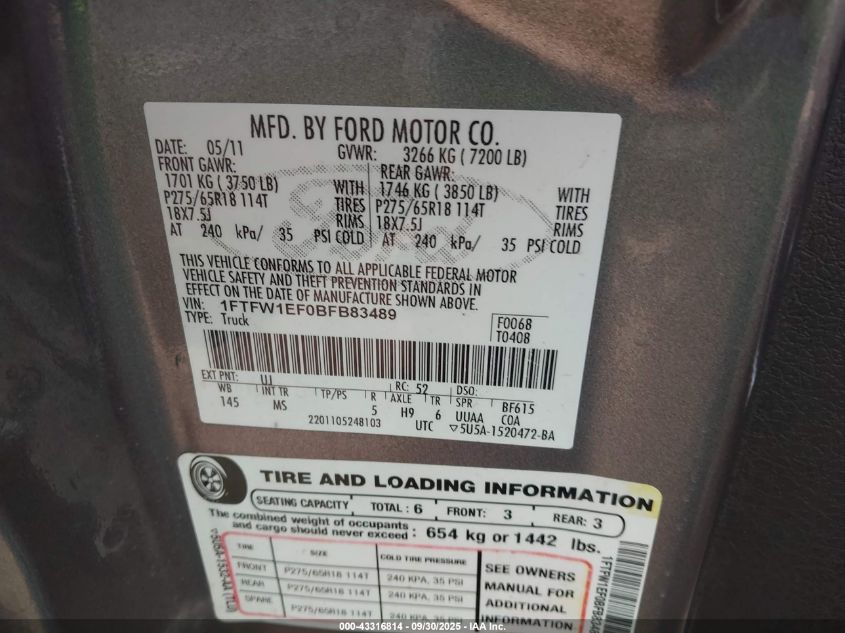 MFD. BY FORD MOTOR CO.
DATE: 05/11 GVWR: 3266 KG ( 7200 LB)
FRONT GAWR: REAR GAWR:
1701 KG ( 3750 LB) WITH 1746 KG ( 3850 LB) WITH
P275/65R18 114T TIRES P275/65R18 114T TIRES
18X7.5J RIMS 18X7.5J RIMS
AT 240 kPa/ 35 PSI COLD AT 240 kPa/ 35 PSI COLD
THIS VEHICLE CONFORMS TO ALL APPLICABLE FEDERAL MOTOR
VEHICLE SAFETY AND THEFT PREVENTION STANDARDS IN
EFFECT ON THE DATE OF MANUFACTURE SHOWN ABOVE.
VIN: 1FTFW1EF0BFB83489
TYPE: Truck
F0068
T0408
EXT PNT: UJ RC: 52 DSO:
WB INT TR TP/PS R AXLE TR SPR BF615
145 MS 5 H9 6 UUAA COA
2201105248103 UTC ▽5U5A-1520472-BA
TIRE AND LOADING INFORMATION
SEATING CAPACITY TOTAL : 6 FRONT: 3 REAR: 3
The combined weight of occupants
and cargo should never exceed : 654 kg or 1442 lbs.
TIRE SIZE COLD TIRE PRESSURE
FRONT P275/65R18 114T 240 KPA, 35 PSI
REAR P275/65R18 114T 240 KPA, 35 PSI
SPARE P275/65R18 114T 240 KPA, 35 PSI
SEE OWNERS
MANUAL FOR
ADDITIONAL
INFORMATION
000-43316814 - 09/30/2025 - IAA Inc.